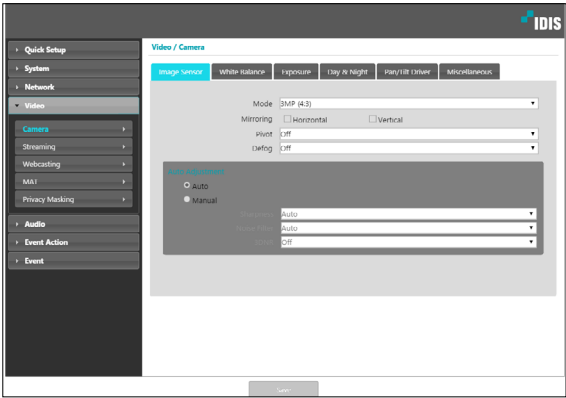 IDIS
Quick Setup
System
Network
Video
Camera
Streaming
Webcasting
MAT
Privacy Masking
Audio
Event Action
Event
Video / Camera
Image Sensor White Balance Exposure Day & Night Pan/Tilt Driver Miscellaneous
Mode 3MP (4:3)
Mirroring Horizontal Vertical
Pivot Off
Defog Off
Auto
Manual
Auto
Auto
Off